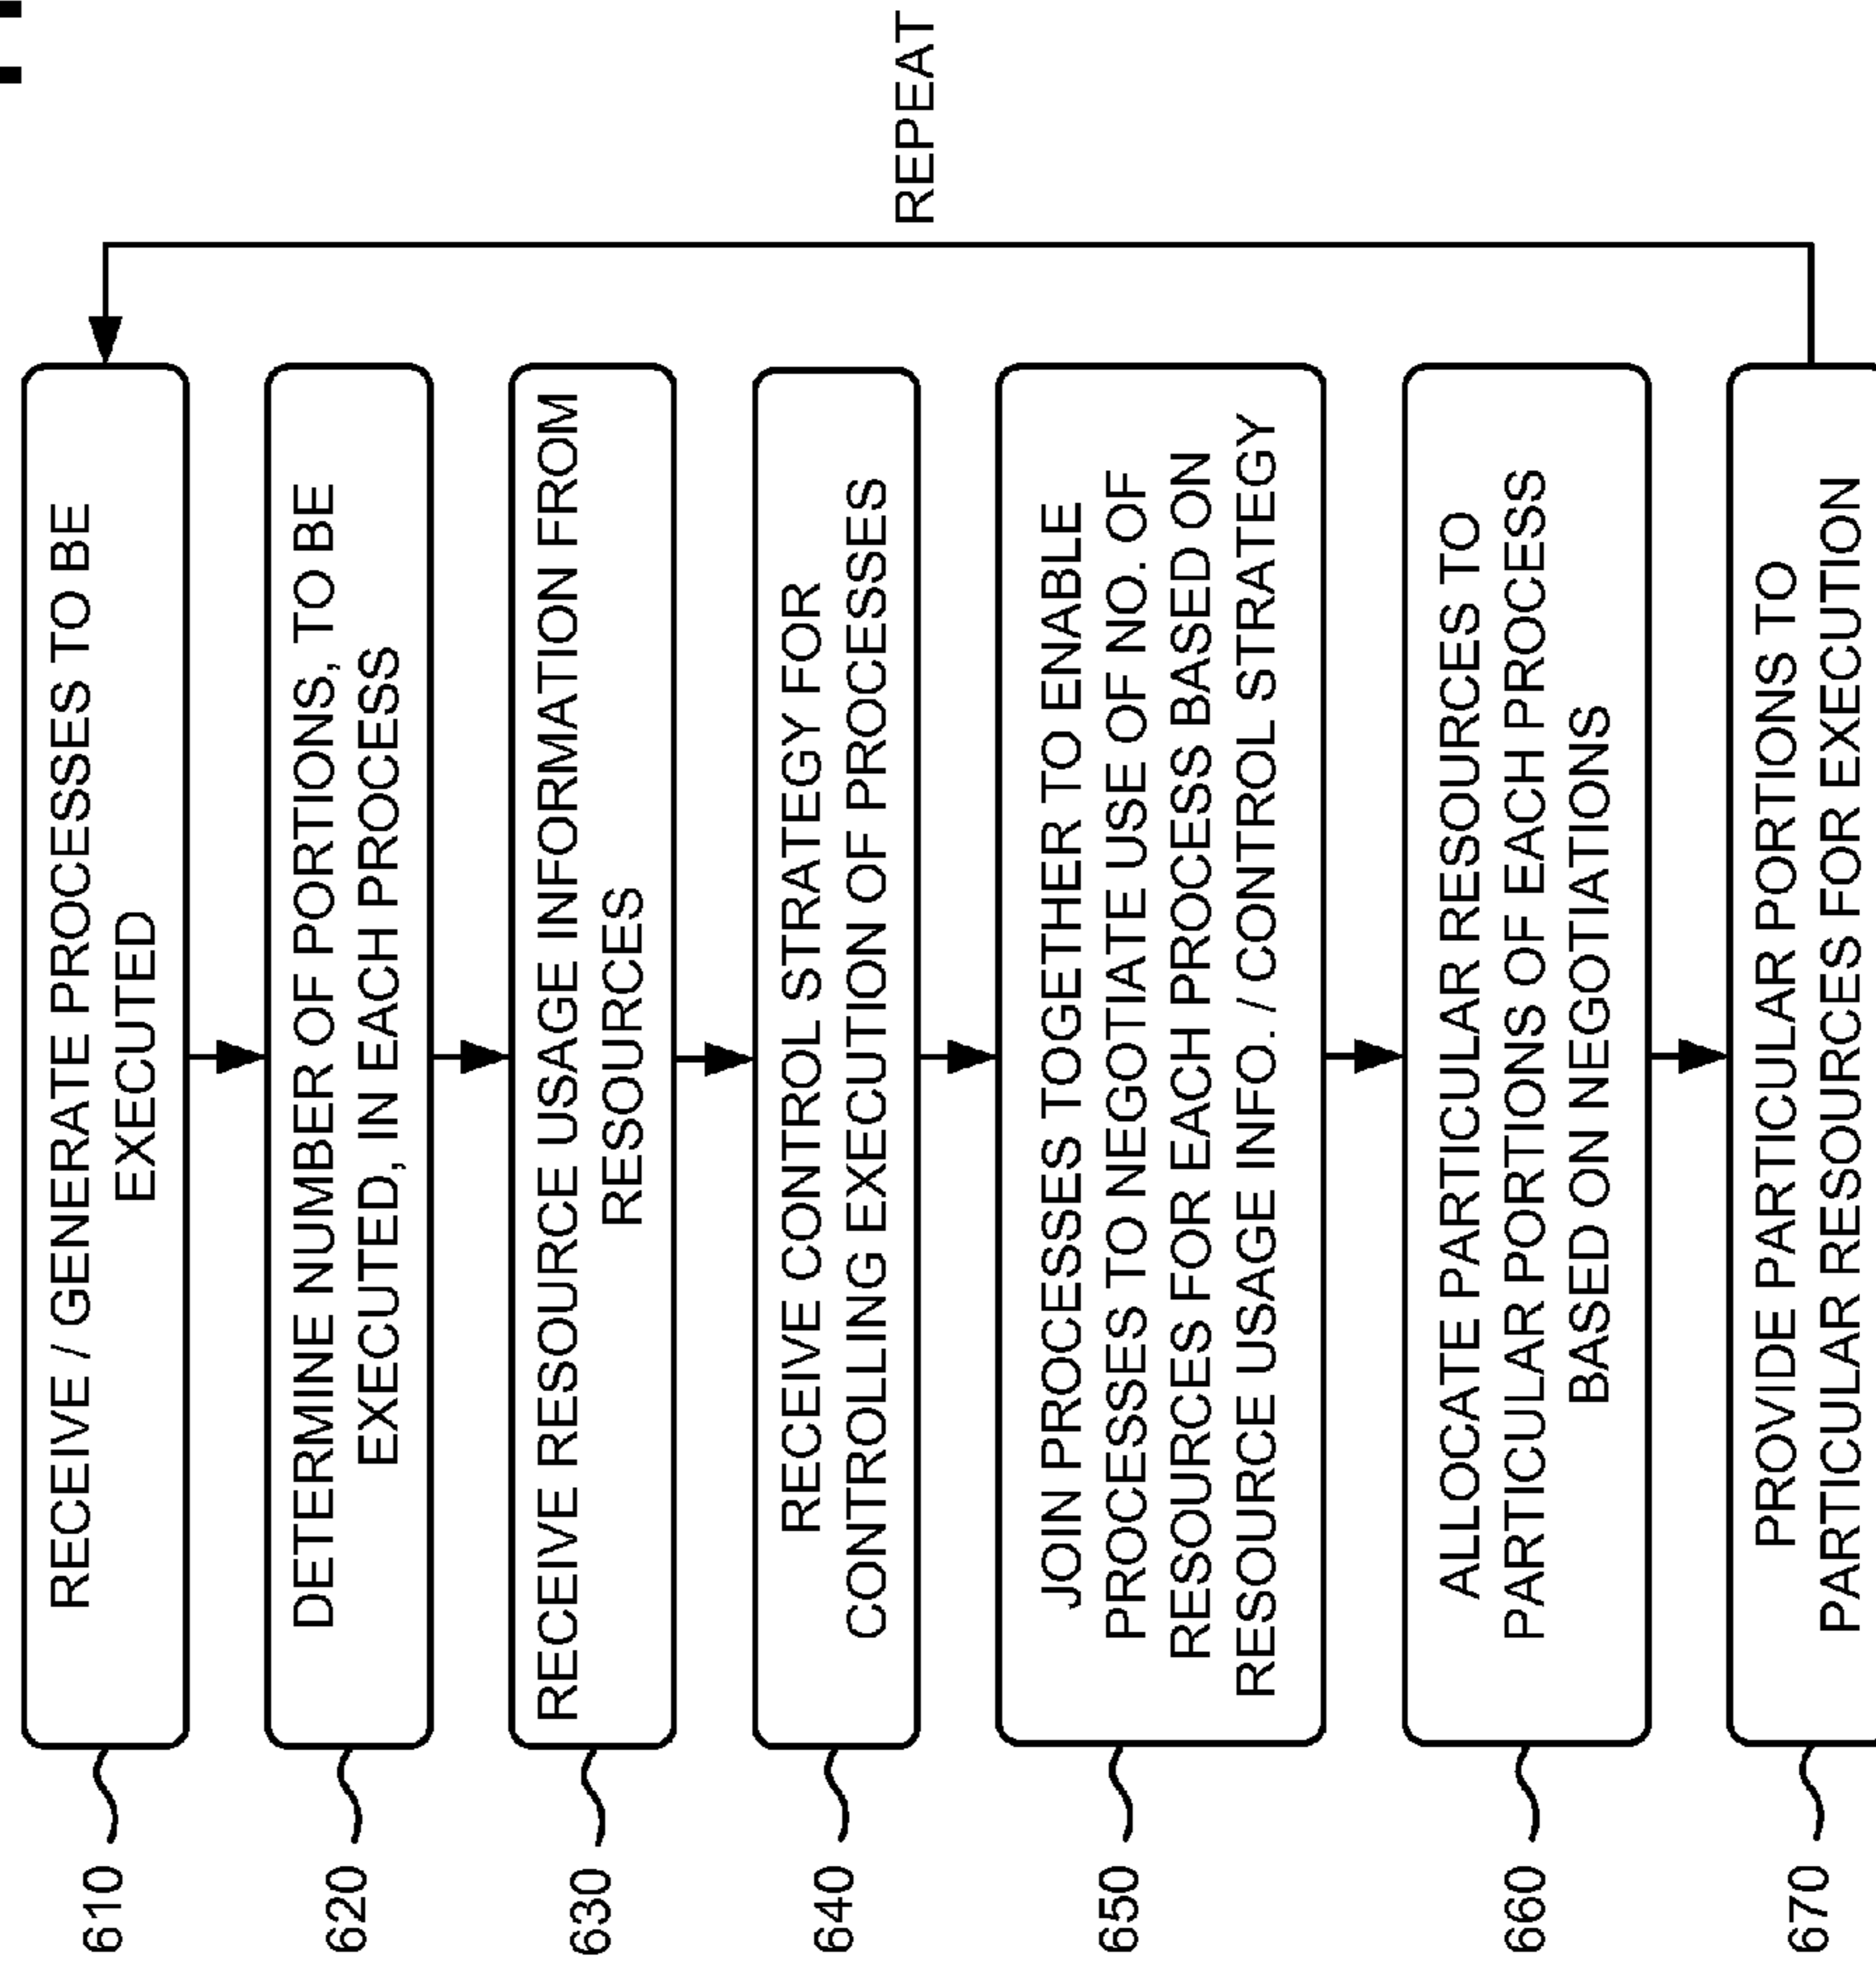 610
RECEIVE / GENERATE PROCESSES TO BE
EXECUTED
620
DETERMINE NUMBER OF PORTIONS, TO BE
EXECUTED, IN EACH PROCESS
630
RECEIVE RESOURCE USAGE INFORMATION FROM
RESOURCES
640
RECEIVE CONTROL STRATEGY FOR
CONTROLLING EXECUTION OF PROCESSES
650
JOIN PROCESSES TOGETHER TO ENABLE
PROCESSES TO NEGOTIATE USE OF NO. OF
RESOURCES FOR EACH PROCESS BASED ON
RESOURCE USAGE INFO. / CONTROL STRATEGY
660
ALLOCATE PARTICULAR RESOURCES TO
PARTICULAR PORTIONS OF EACH PROCESS
BASED ON NEGOTIATIONS
670
PROVIDE PARTICULAR PORTIONS TO
PARTICULAR RESOURCES FOR EXECUTION
REPEAT